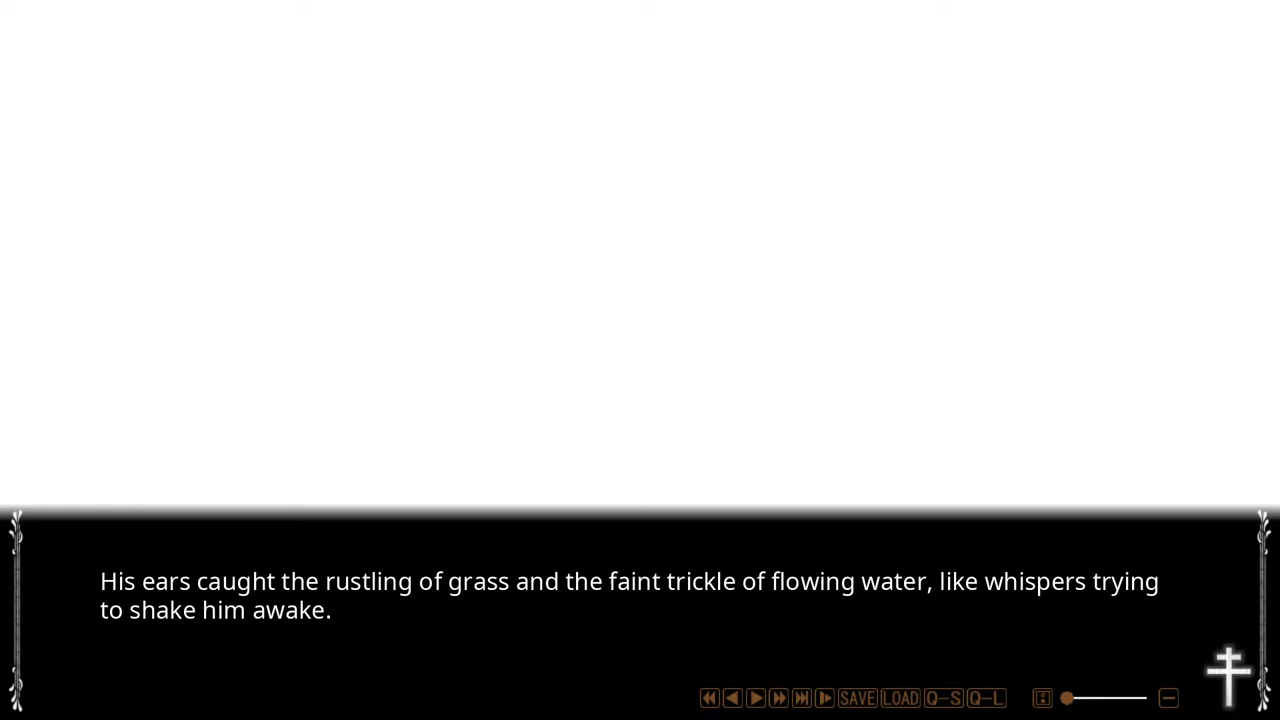 His ears caught the rustling of grass and the faint trickle of flowing water, like whispers trying
to shake him awake.
SAVE LOAD Q-S Q-L